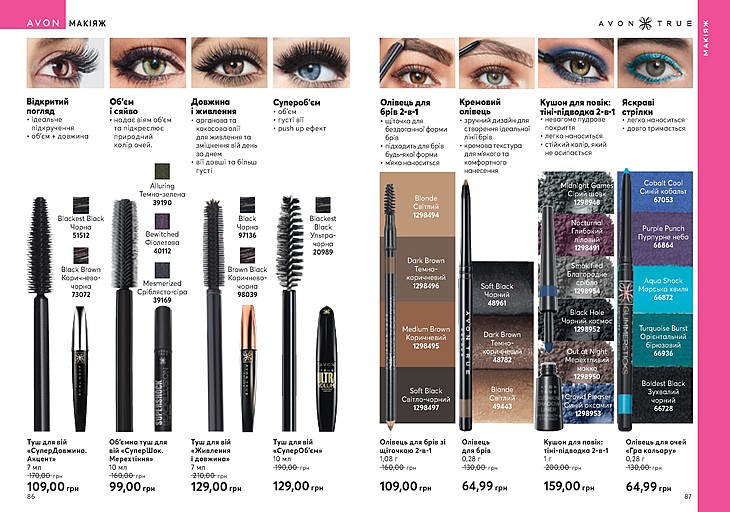 AVON МАКІЯЖ
AVON TRUE
МАКІЯЖ
Відкритий
погляд
• ідеальне
підкручення
• об'єм + довжина
Об'єм
і сяйво
• надає віям об'єм
та підкреслює
природний
колір очей.
Довжина
і живлення
• арганова та
кокосова олії
для живлення та
зміцнення вій день
за днем
• вії довші та більш
густі
Суперобʼєм
• об'єм
• густі вії
• push up ефект
Олівець для
брів 2-в-1
• щіточка для
бездоганної форми
брів
• підходить для брів
будь-якої форми
• м'яко наноситься
Кремовий
олівець
• зручний дизайн для
створення ідеальної
лінії брів
• кремова текстура
для м'якого та
комфортного
нанесення
Кушон для повік:
тіні-підводка 2-в-1
• невагоме пудрове
покриття
• легко наноситься
• стійкий колір, який
не осипається
Яскраві
стрілки
• легко наноситься
• довго тримається
Blackest Black
Чорна
51512
Black Brown
Коричнево-
чорна
73072
Alluring
Темно-зелена
39190
Bewitched
Фіолетова
40112
Mesmerized
Сріблясто-сіра
39169
Black
Чорна
97136
Brown Black
Коричнево-
чорна
98039
Blackest
Black
Ультра-
чорна
20989
Blonde
Світлий
1298494
Dark Brown
Темно-
коричневий
1298496
Medium Brown
Коричневий
1298495
Soft Black
Світло-чорний
1298497
Soft Black
Чорний
48961
Dark Brown
Темно-
коричневий
48782
Blonde
Світлий
49443
Midnight Games
Сірий шовк
1298948
Nocturnal
Глибокий
ліловий
1298491
Smokified
Благородне
срібло
1298954
Black Hole
Чорний космос
1298952
Out at Night
Мерехтливий
мокко
1298950
Crowd Pleaser
Синій оксамит
1298953
Cobalt Cool
Синій кобальт
67053
Purple Punch
Пурпурне небо
66864
Aqua Shock
Морська хвиля
66872
Turquoise Burst
Орієнтальний
бірюзовий
66936
Boldest Black
Зухвалий
чорний
66728
SUPERSHOCK
AVON
ULTRA
VOLUME
AVON TRUE
GLIMMERSTICKS
Туш для вій
«СуперДовжина.
Акцент»
7 мл
170,00 грн
109,00 грн
Об'ємна туш для
вій «СуперШок.
Мерехтіння»
10 мл
160,00 грн
99,00 грн
Туш для вій
«Живлення
і довжина»
7 мл
210,00 грн
129,00 грн
Туш для вій
«СуперОб'єм»
10 мл
190,00 грн
129,00 грн
Олівець для брів зі
щіточкою 2-в-1
1,08 г
160,00 грн
109,00 грн
Олівець
для брів
0,28 г
130,00 грн
64,99 грн
Кушон для повік:
тіні-підводка 2-в-1
1 г
200,00 грн
159,00 грн
Олівець для очей
«Гра кольору»
0,28 г
130,00 грн
64,99 грн
86
87